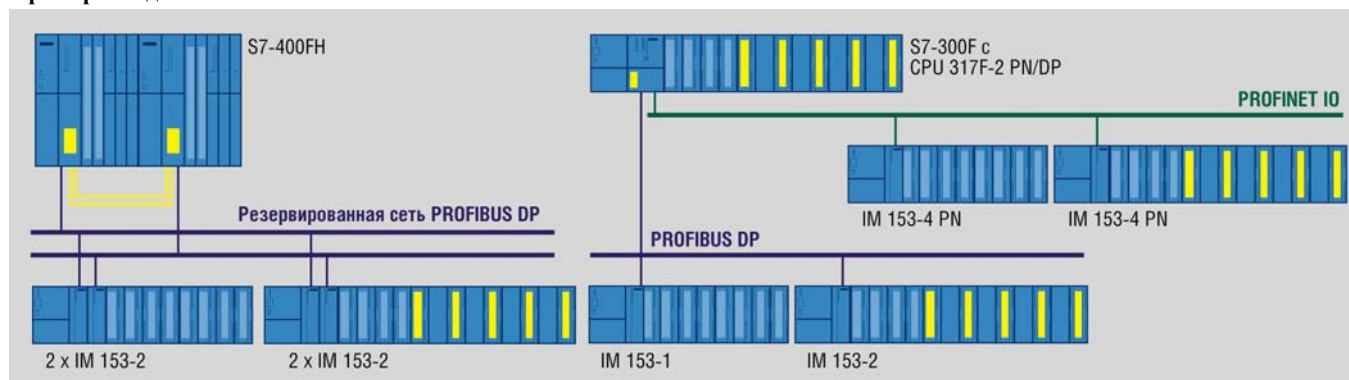 S7-400FH
S7-300F с
CPU 317F-2 PN/DP
PROFINET IO
IM 153-4 PN
IM 153-4 PN
Резервированная сеть PROFIBUS DP
PROFIBUS DP
2 x IM 153-2
2 x IM 153-2
IM 153-1
IM 153-2